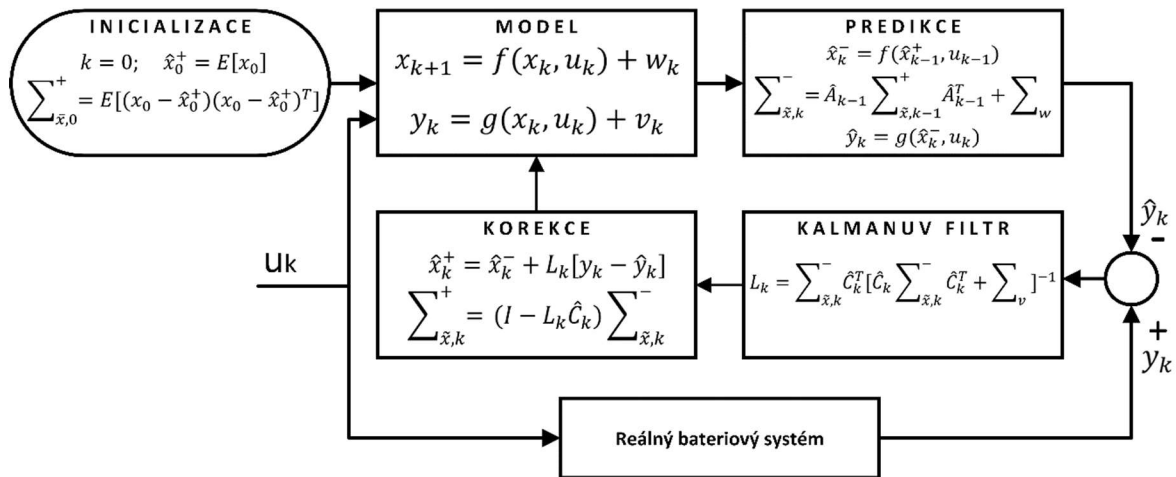 INICIALIZACE
k = 0; x̂₀⁺ = E[x₀]
∑⁺ₓ̃,₀ = E[(x₀ − x̂₀⁺)(x₀ − x̂₀⁺)ᵀ]
MODEL
xₖ₊₁ = f(xₖ, uₖ) + wₖ
yₖ = g(xₖ, uₖ) + vₖ
PREDIKCE
x̂ₖ⁻ = f(x̂ₖ₋₁⁺, uₖ₋₁)
∑⁻ₓ̃,ₖ = Âₖ₋₁ ∑⁺ₓ̃,ₖ₋₁ Âₖ₋₁ᵀ + ∑w
ŷₖ = g(x̂ₖ⁻, uₖ)
KOREKCE
x̂ₖ⁺ = x̂ₖ⁻ + Lₖ[yₖ − ŷₖ]
∑⁺ₓ̃,ₖ = (I − LₖĈₖ) ∑⁻ₓ̃,ₖ
KALMANUV FILTR
Lₖ = ∑⁻ₓ̃,ₖ Ĉₖᵀ[Ĉₖ ∑⁻ₓ̃,ₖ Ĉₖᵀ + ∑ᵥ ]⁻¹
ŷₖ
-
uₖ
+
yₖ
Reálný bateriový systém